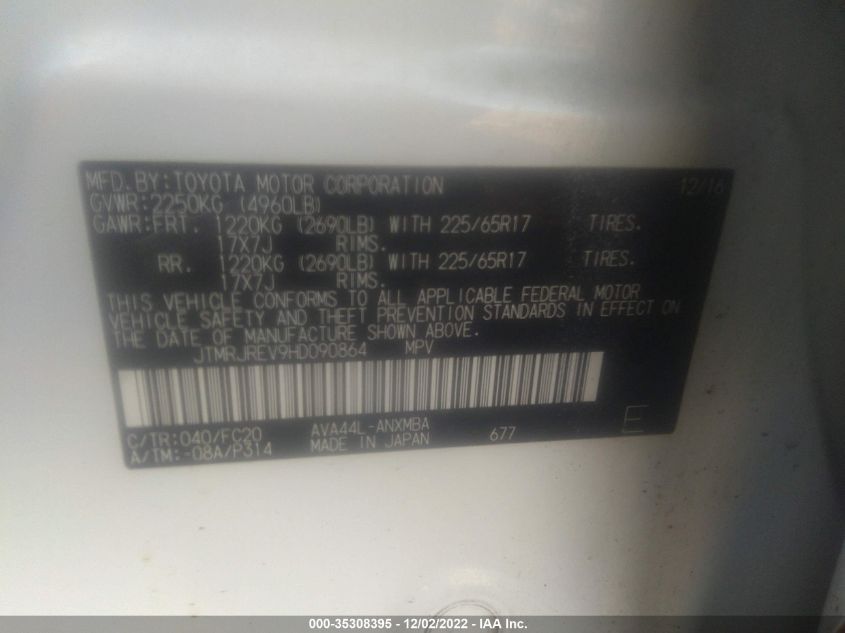 MFD.BY:TOYOTA MOTOR CORPORATION 12/16
GVWR:2250KG (4960LB)
GAWR:FRT. 1220KG (2690LB) WITH 225/65R17 TIRES.
17X7J RIMS.
RR. 1220KG (2690LB) WITH 225/65R17 TIRES.
17X7J RIMS.
THIS VEHICLE CONFORMS TO ALL APPLICABLE FEDERAL MOTOR
VEHICLE SAFETY AND THEFT PREVENTION STANDARDS IN EFFECT ON
THE DATE OF MANUFACTURE SHOWN ABOVE.
JTMRJREV9HD090864 MPV
C/TR:040/FC20 AVA44L-ANXMBA 677 E
A/TM:-08A/P314 MADE IN JAPAN
000-35308395 - 12/02/2022 - IAA Inc.